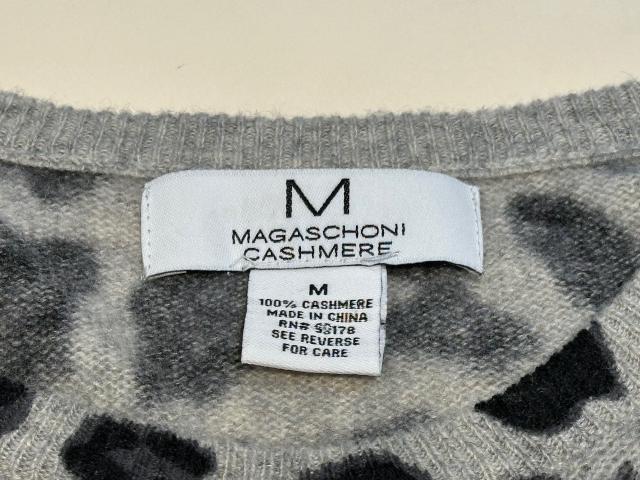 M
MAGASCHONI
CASHMERE
M
100% CASHMERE
MADE IN CHINA
RN#
SEE REVERSE
FOR CARE